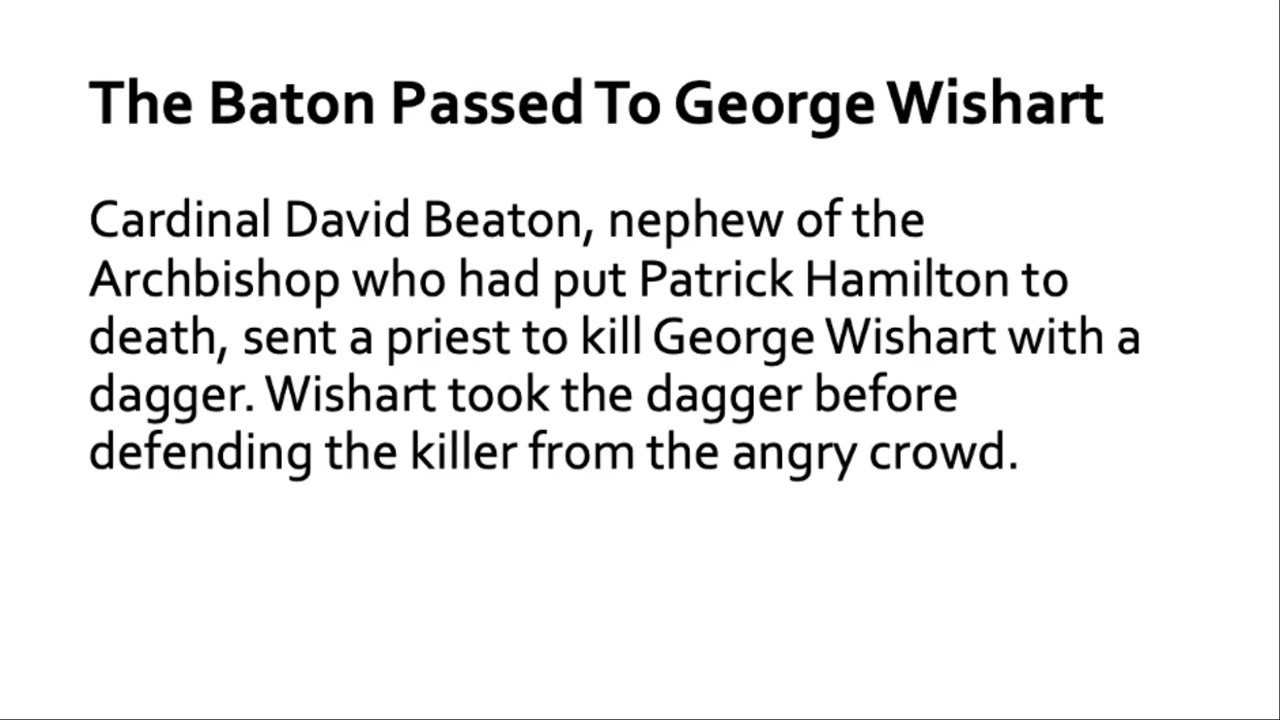 The Baton Passed To George Wishart
Cardinal David Beaton, nephew of the
Archbishop who had put Patrick Hamilton to
death, sent a priest to kill George Wishart with a
dagger. Wishart took the dagger before
defending the killer from the angry crowd.